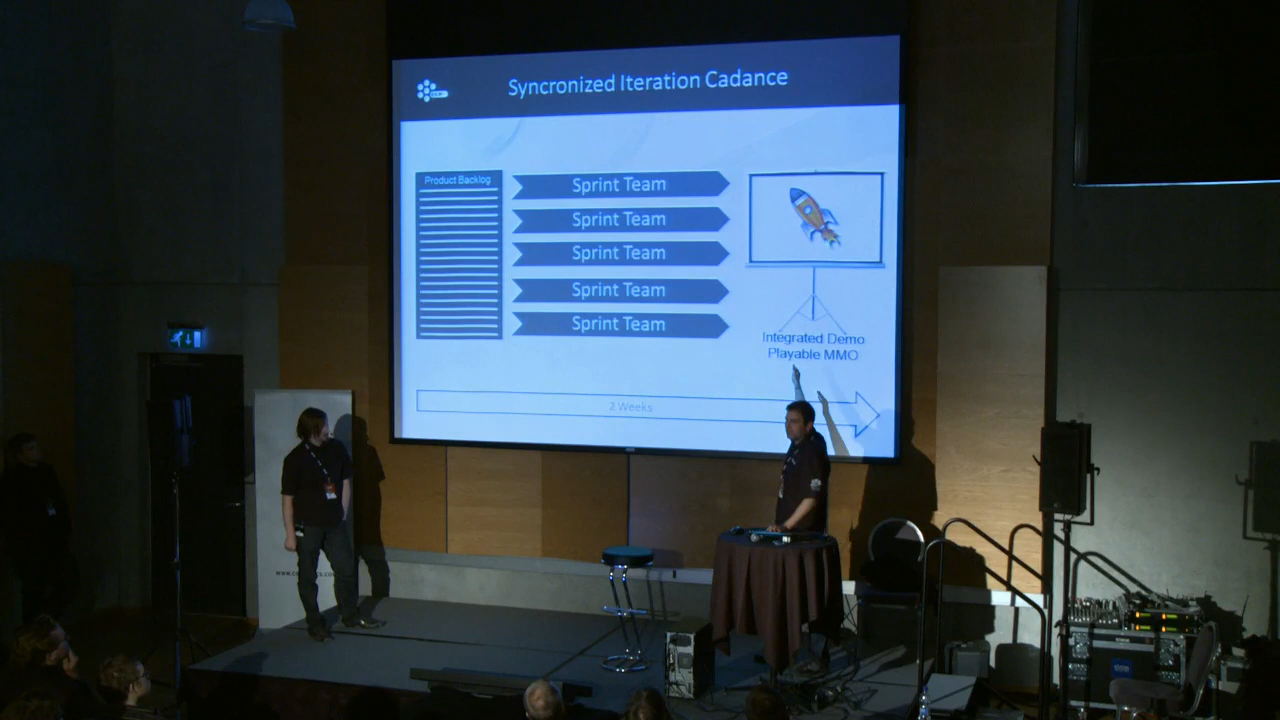 Syncronized Iteration Cadance
Product Backlog
Sprint Team
Sprint Team
Sprint Team
Sprint Team
Sprint Team
Integrated Demo
Playable MMO
2 Weeks